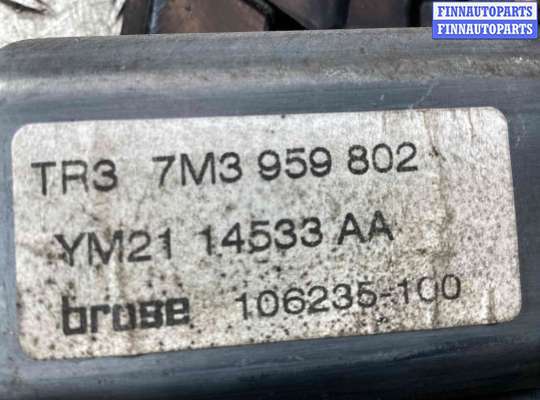 FINNAUTOPARTS
FINNAUTOPARTS
TR3 7M3 959 802
YM21 14533 AA
brose 106235-100